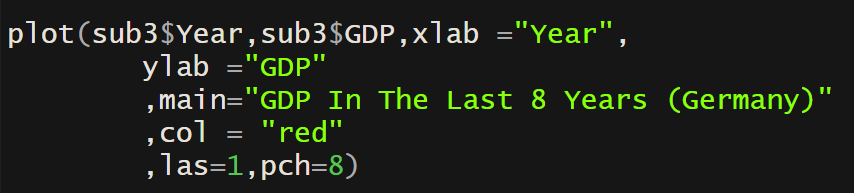 plot(sub3$Year,sub3$GDP,xlab ="Year",
ylab ="GDP"
,main="GDP In The Last 8 Years (Germany)"
,col = "red"
,las=1,pch=8)